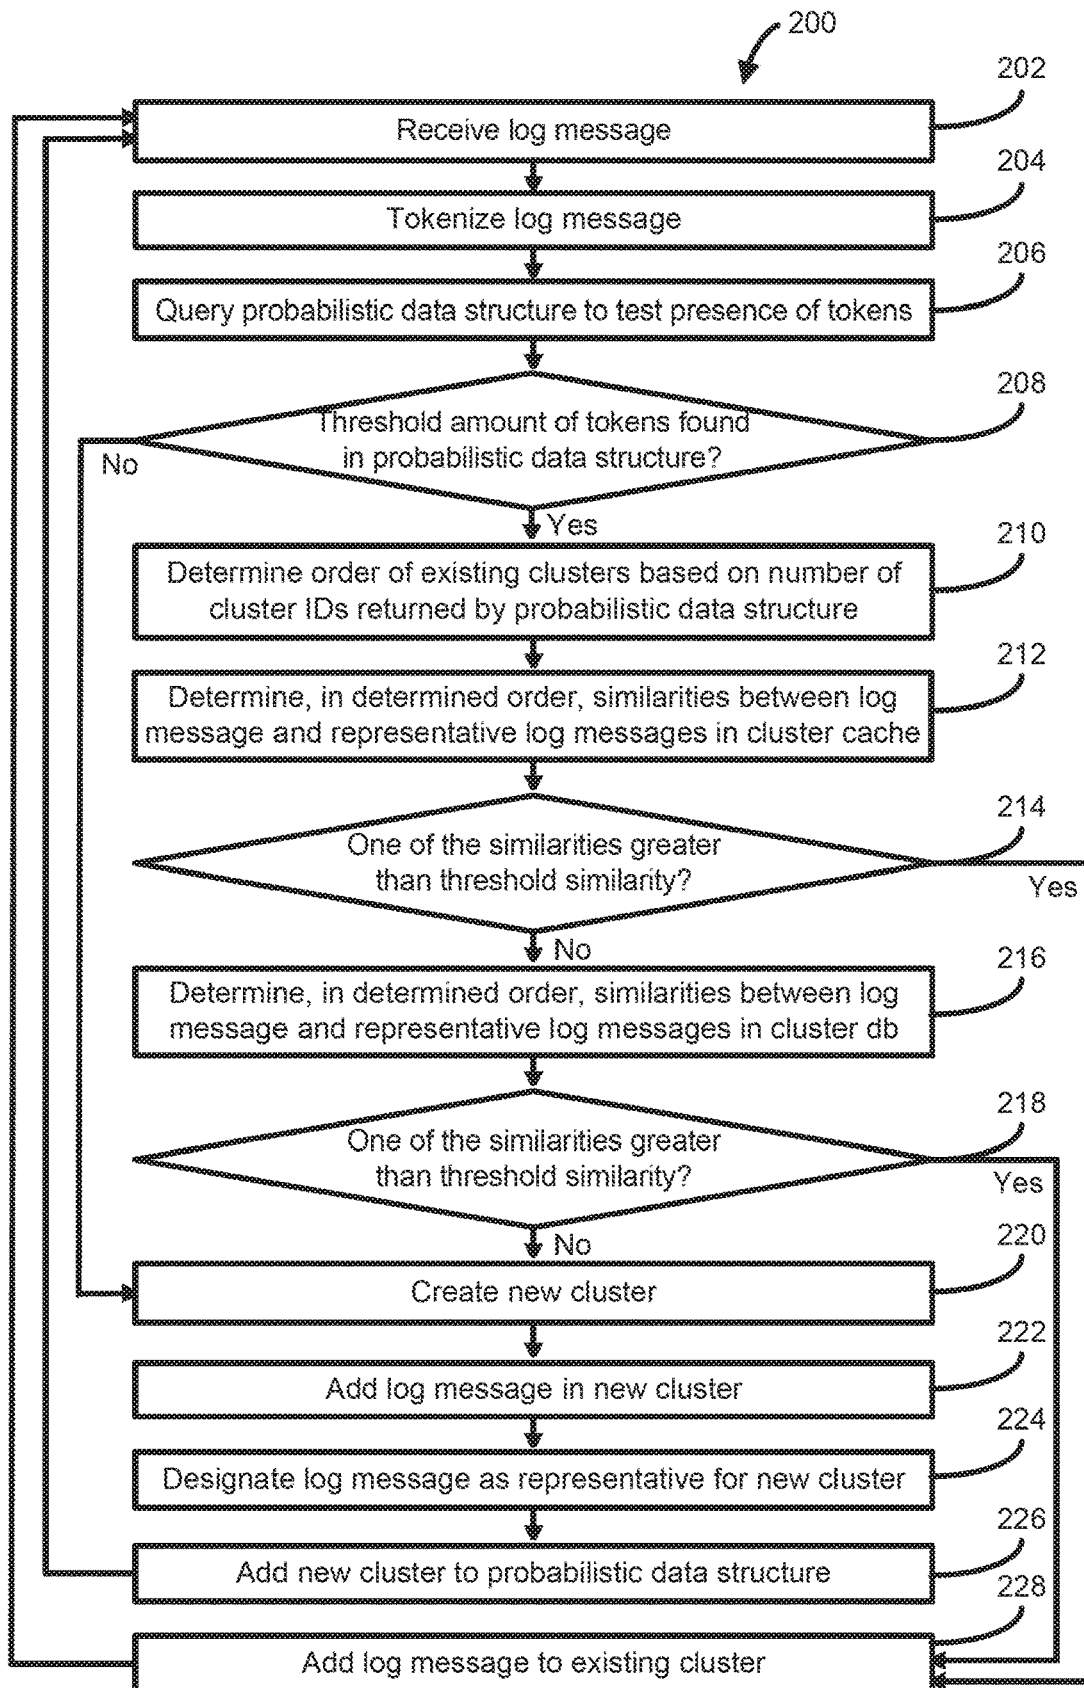 200
202
Receive log message
204
Tokenize log message
206
Query probabilistic data structure to test presence of tokens
208
Threshold amount of tokens found
in probabilistic data structure?
No
Yes
210
Determine order of existing clusters based on number of
cluster IDs returned by probabilistic data structure
212
Determine, in determined order, similarities between log
message and representative log messages in cluster cache
214
One of the similarities greater
than threshold similarity?
Yes
No
216
Determine, in determined order, similarities between log
message and representative log messages in cluster db
218
One of the similarities greater
than threshold similarity?
Yes
No
220
Create new cluster
222
Add log message in new cluster
224
Designate log message as representative for new cluster
226
Add new cluster to probabilistic data structure
228
Add log message to existing cluster